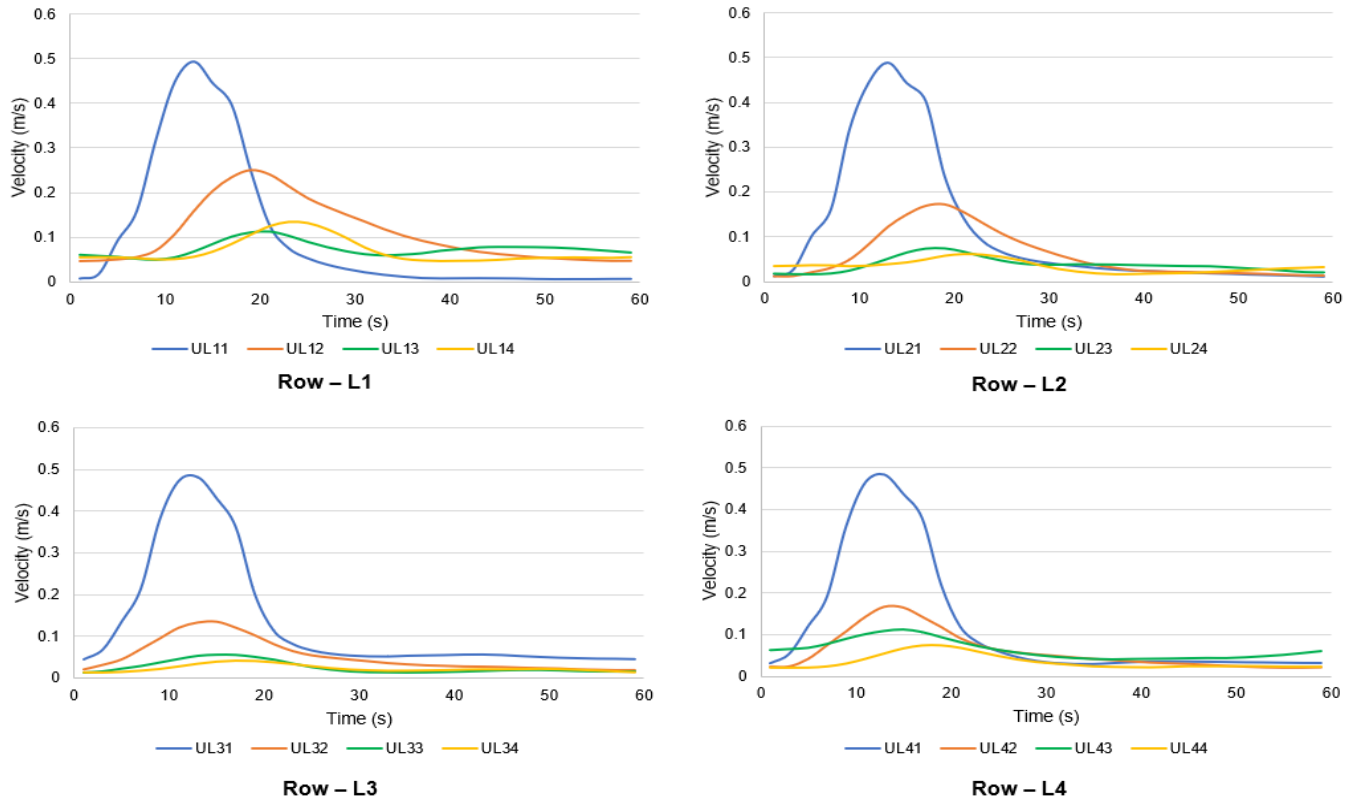 0.6
0.5
0.4
0.3
0.2
0.1
0
Velocity (m/s)
0 10 20 30 40 50 60
Time (s)
UL11 UL12 UL13 UL14
Row – L1
0.6
0.5
0.4
0.3
0.2
0.1
0
Velocity (m/s)
0 10 20 30 40 50 60
Time (s)
UL21 UL22 UL23 UL24
Row – L2
0.6
0.5
0.4
0.3
0.2
0.1
0
Velocity (m/s)
0 10 20 30 40 50 60
Time (s)
UL31 UL32 UL33 UL34
Row – L3
0.6
0.5
0.4
0.3
0.2
0.1
0
Velocity (m/s)
0 10 20 30 40 50 60
Time (s)
UL41 UL42 UL43 UL44
Row – L4